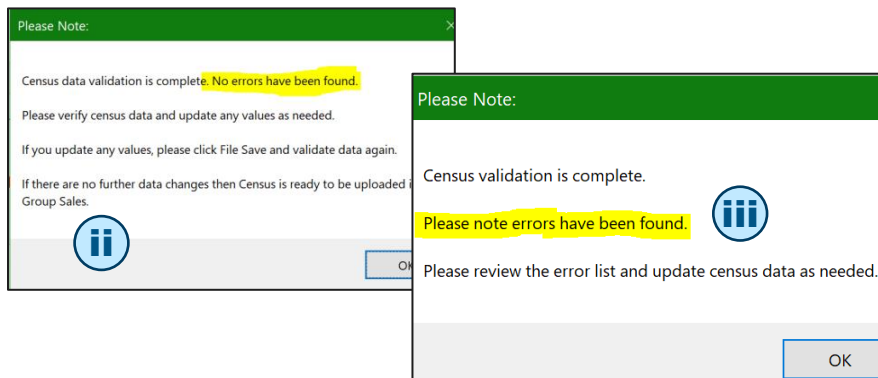 Please Note:
Census data validation is complete. No errors have been found.
Please verify census data and update any values as needed.
If you update any values, please click File Save and validate data again.
If there are no further data changes then Census is ready to be uploaded
Group Sales.
ii
OK
Please Note:
Census validation is complete.
Please note errors have been found.
iii
Please review the error list and update census data as needed.
OK